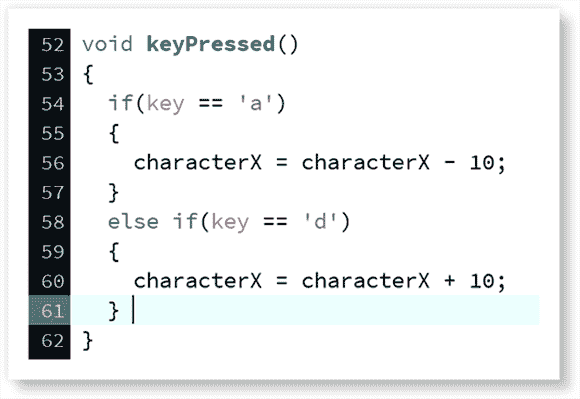 52 void keyPressed()
53 {
54   if(key == 'a')
55   {
56     characterX = characterX - 10;
57   }
58   else if(key == 'd')
59   {
60     characterX = characterX + 10;
61   }
62 }